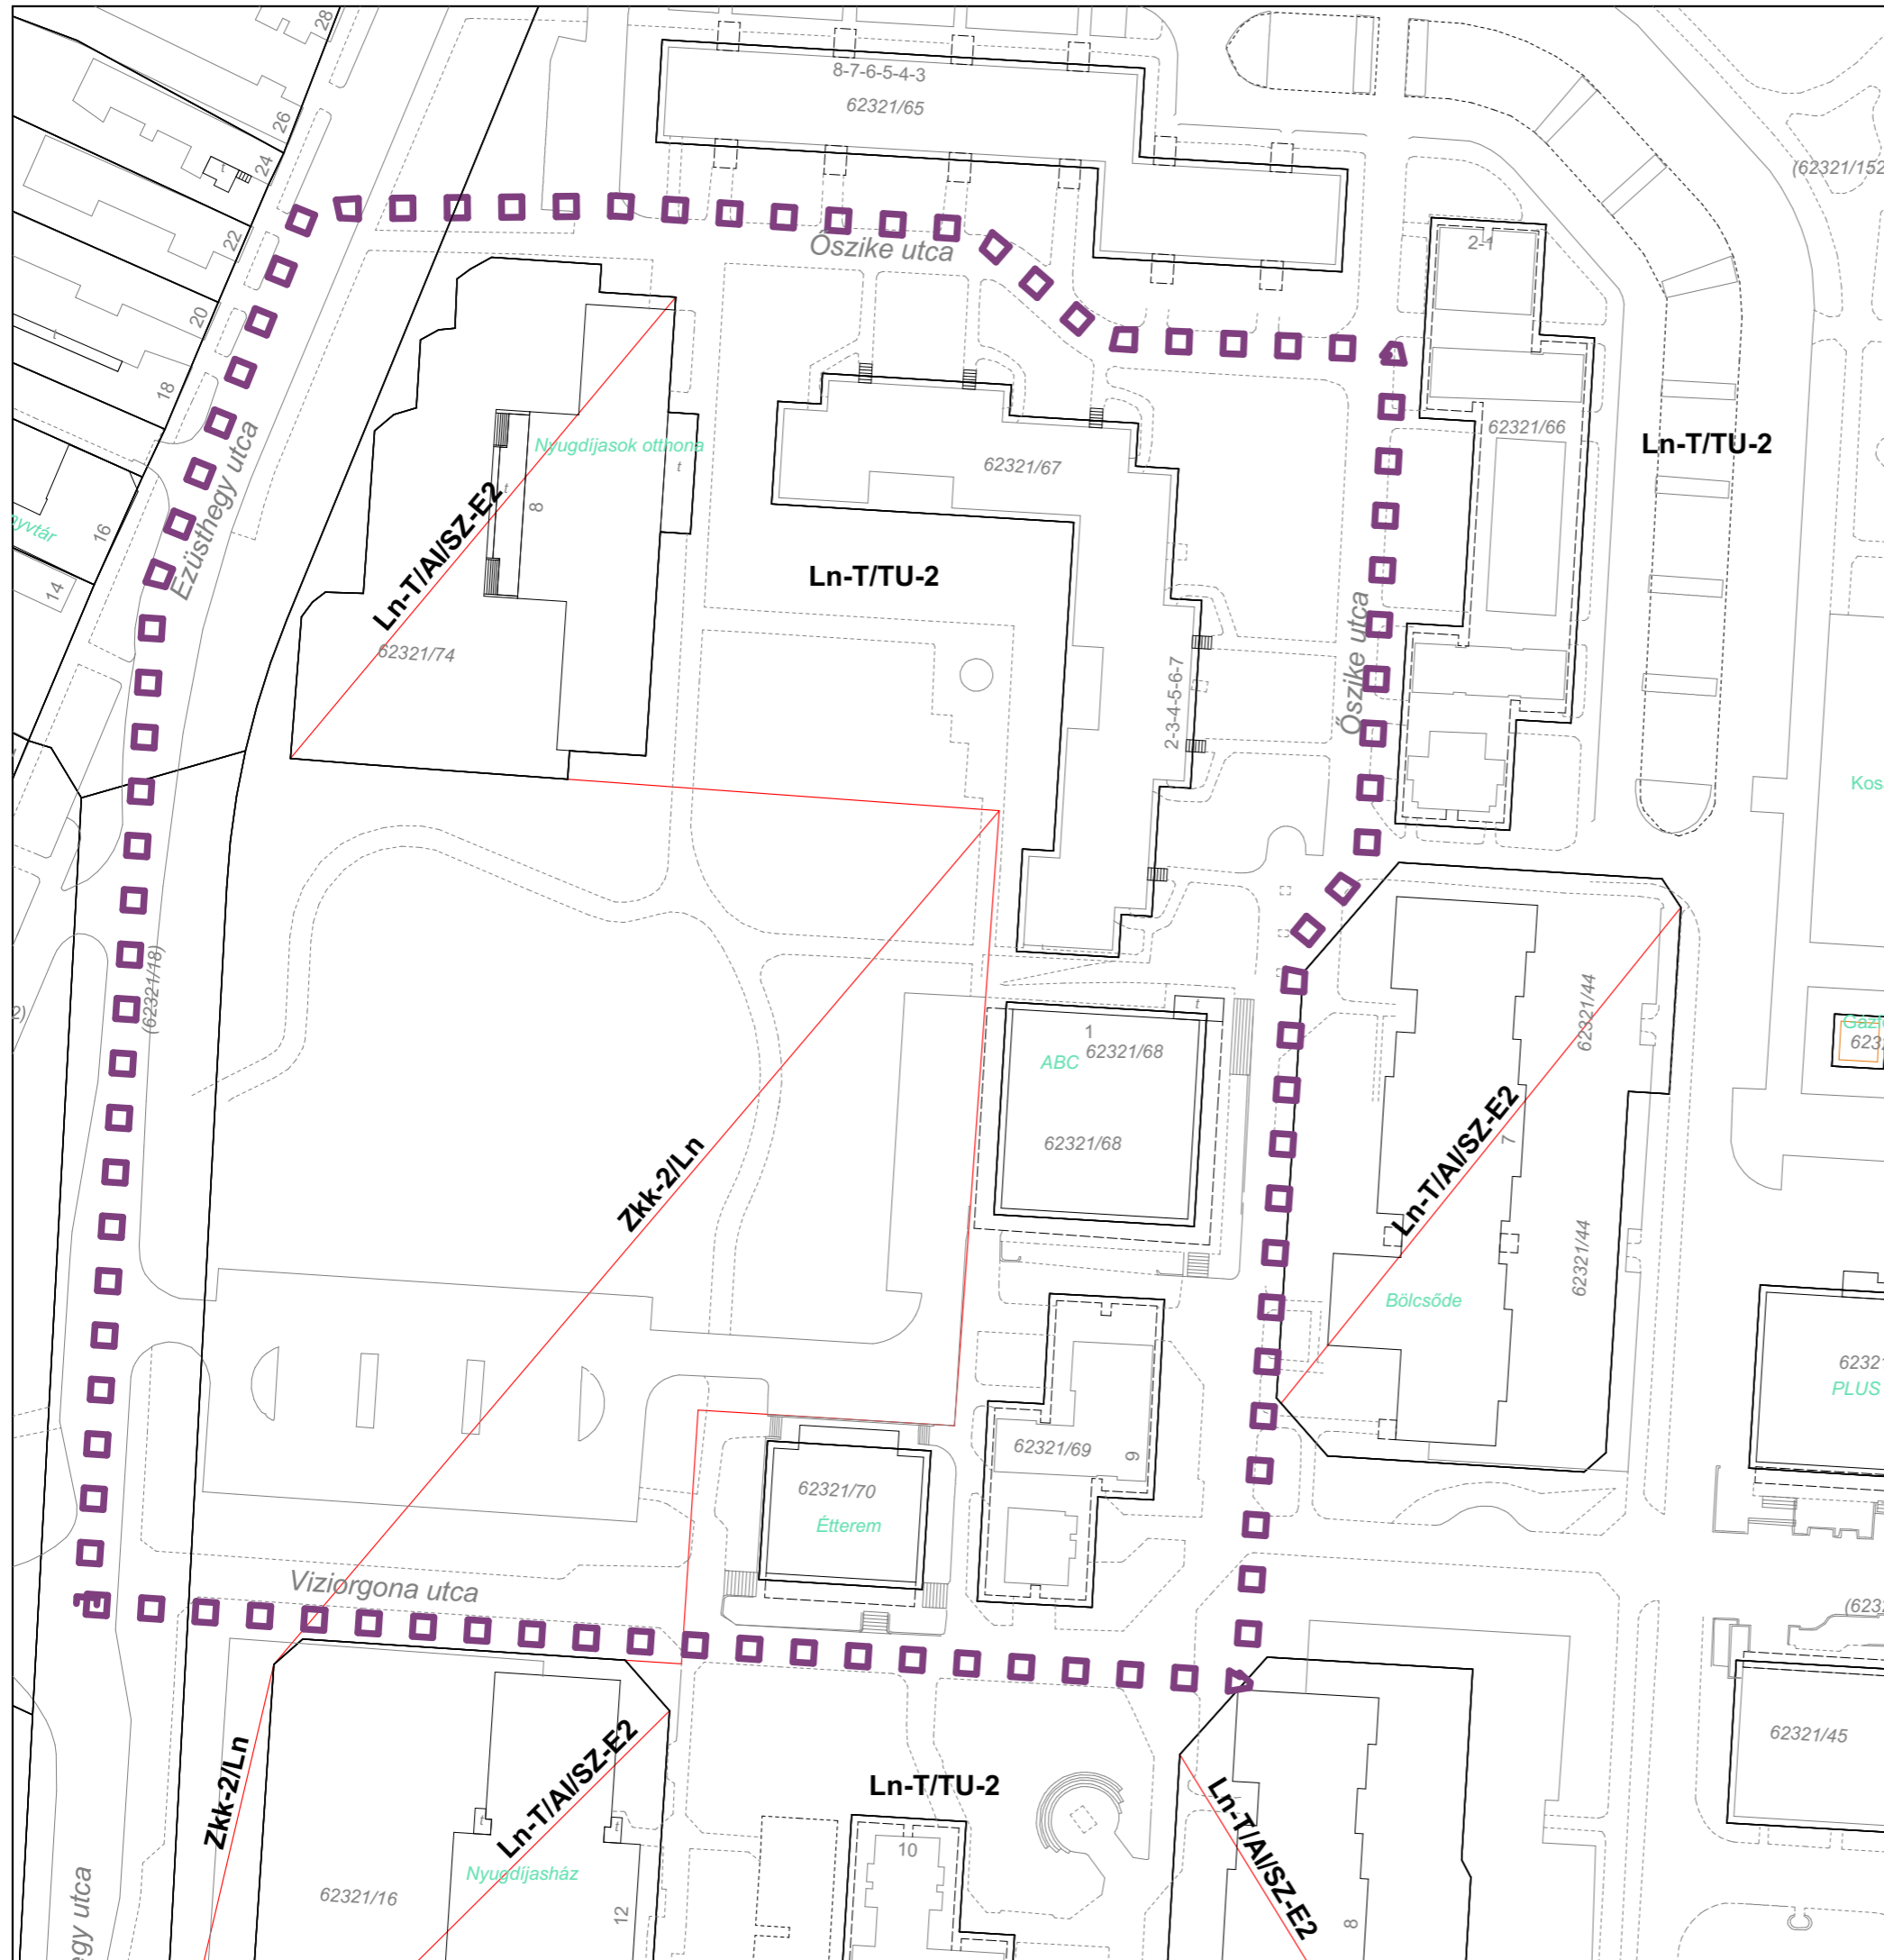 28
8-7-6-5-4-3
62321/65
26
24
t
(62321/152
22
2-1
Őszike utca
20
t
18
62321/66
Ln-T/TU-2
Nyugdíjasok otthona
62321/67
t
t
8
Ezüsthegy utca
16
14
Ln-T/AI/SZ-E2
Ln-T/TU-2
62321/74
Őszike utca
2-3-4-5-6-7
Kos
(62321/18)
2)
t
1
ABC
62321/68
62321/68
62321/44
Ln-T/AI/SZ-E2
7
62321/44
Zkk-2/Ln
Bölcsőde
PLUS
62321/69
9
62321/70
Étterem
Viziorgona utca
62321/45
Zkk-2/Ln
Ln-T/AI/SZ-E2
Ln-T/TU-2
Ln-T/AI/SZ-E2
t
t
10
Nyugdíjasház
62321/16
12
8
egy utca